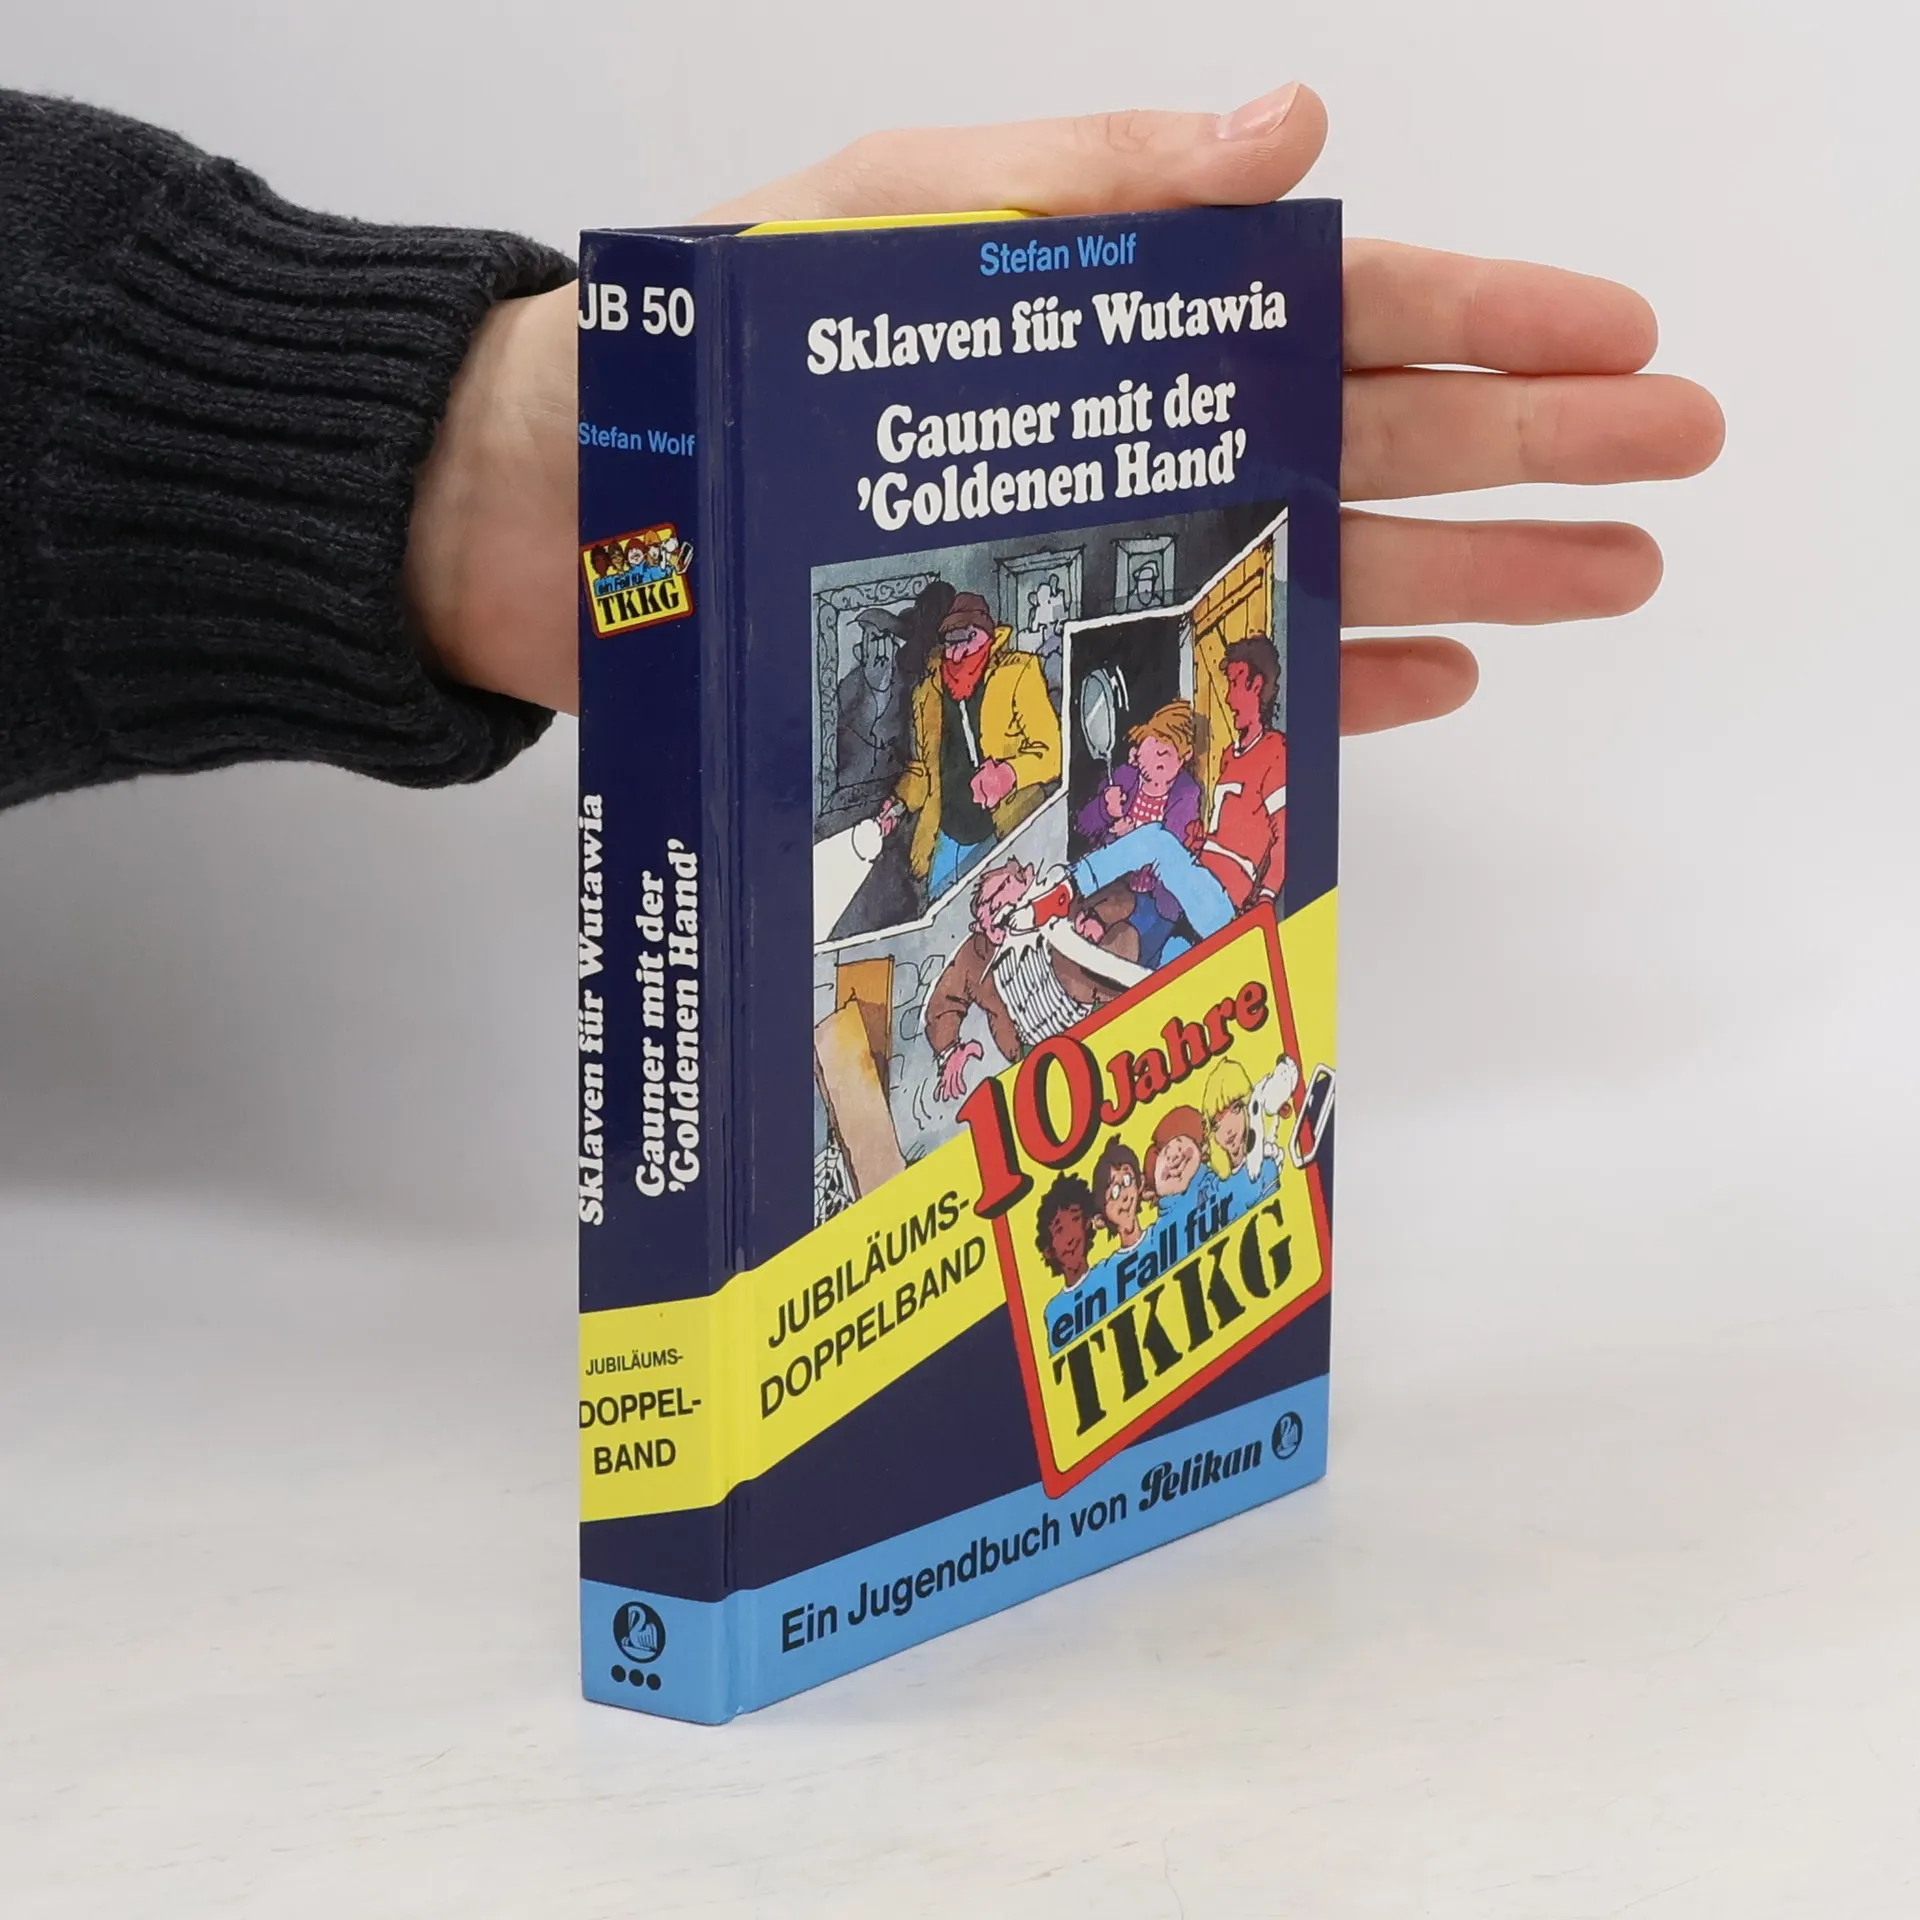 JB 50
Stefan Wolf
ein Fall für
TKKG
Sklaven für Wutawia
Gauner mit der
'Goldenen Hand'
JUBILÄUMS-
DOPPEL-
BAND
Stefan Wolf
Sklaven für Wutawia
Gauner mit der
'Goldenen Hand'
T
10 Jahre
ein Fall für
TKKG
JUBILÄUMS-
DOPPELBAND
Ein Jugendbuch von Pelikan